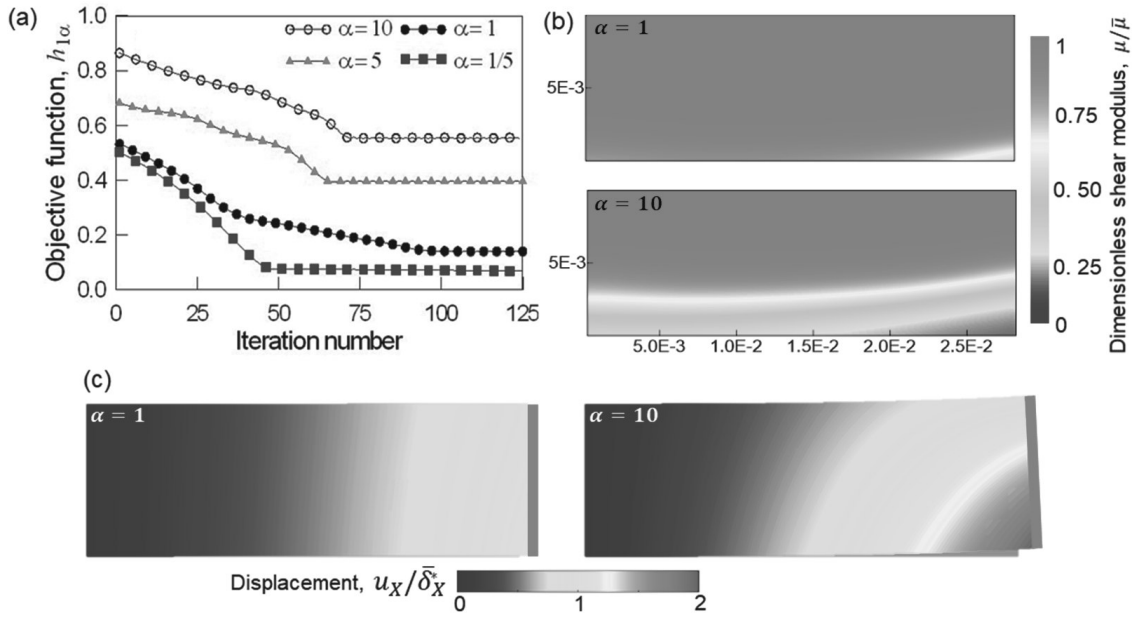 (a)
Objective function, h1α
1.0
0.8
0.6
0.4
0.2
0.0
α= 10
α= 1
α= 5
α= 1/5
0
25
50
75
100
125
Iteration number
(b)
α = 1
5E-3
α = 10
5E-3
5.0E-3
1.0E-2
1.5E-2
2.0E-2
2.5E-2
1
0.75
0. 50
0. 25
0
Dimensionless shear modulus, μ/μ̄
(c)
α = 1
α = 10
Displacement, uX/δ̄*X
0
1
2